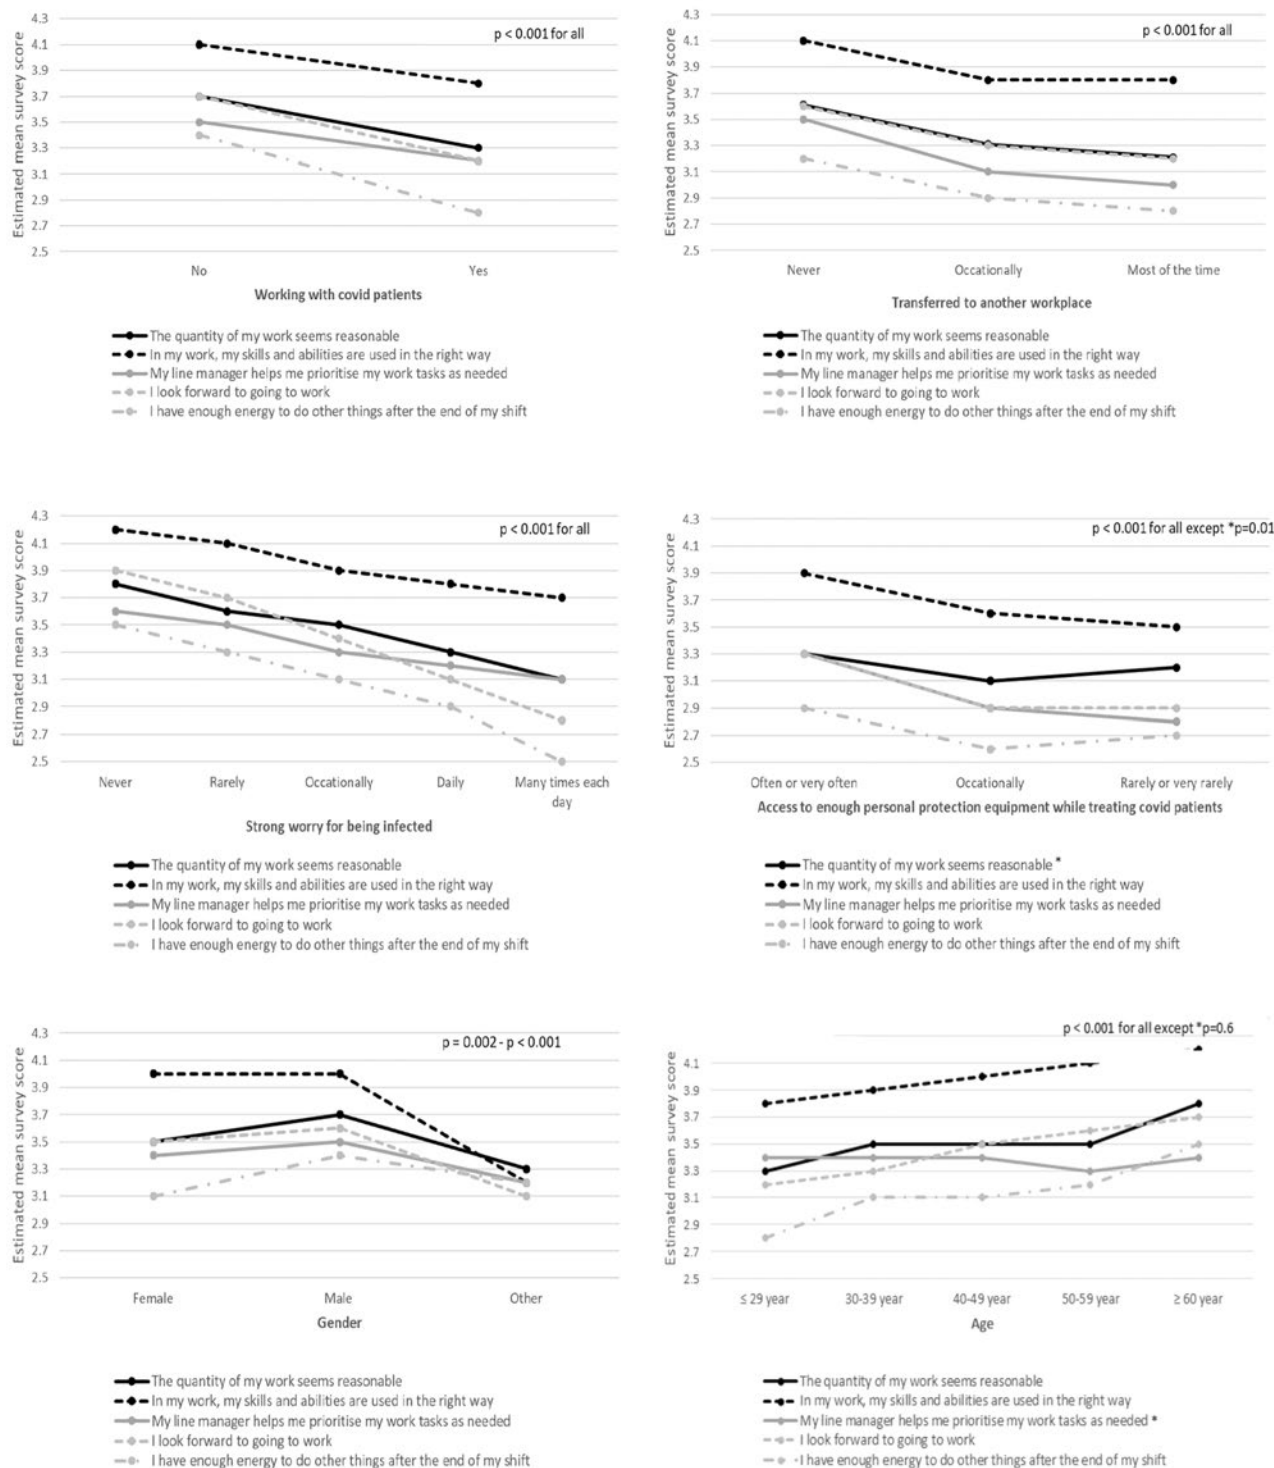 Estimated mean survey score
4.3
4.1
3.9
3.7
3.5
3.3
3.1
2.9
2.7
2.5
p < 0.001 for all
No
Yes
Working with covid patients
The quantity of my work seems reasonable
In my work, my skills and abilities are used in the right way
My line manager helps me prioritise my work tasks as needed
I look forward to going to work
I have enough energy to do other things after the end of my shift
Estimated mean survey score
4.3
4.1
3.9
3.7
3.5
3.3
3.1
2.9
2.7
2.5
p < 0.001 for all
Never
Occationally
Most of the time
Transferred to another workplace
The quantity of my work seems reasonable
In my work, my skills and abilities are used in the right way
My line manager helps me prioritise my work tasks as needed
I look forward to going to work
I have enough energy to do other things after the end of my shift
Estimated mean survey score
4.3
4.1
3.9
3.7
3.5
3.3
3.1
2.9
2.7
2.5
p < 0.001 for all
Never
Rarely
Occationally
Daily
Many times each
day
Strong worry for being infected
The quantity of my work seems reasonable
In my work, my skills and abilities are used in the right way
My line manager helps me prioritise my work tasks as needed
I look forward to going to work
I have enough energy to do other things after the end of my shift
Estimated mean survey score
4.3
4.1
3.9
3.7
3.5
3.3
3.1
2.9
2.7
2.5
p < 0.001 for all except *p=0.01
Often or very often
Occationally
Rarely or very rarely
Access to enough personal protection equipment while treating covid patients
The quantity of my work seems reasonable *
In my work, my skills and abilities are used in the right way
My line manager helps me prioritise my work tasks as needed
I look forward to going to work
I have enough energy to do other things after the end of my shift
Estimated mean survey score
4.3
4.1
3.9
3.7
3.5
3.3
3.1
2.9
2.7
2.5
p = 0.002 - p < 0.001
Female
Male
Other
Gender
The quantity of my work seems reasonable
In my work, my skills and abilities are used in the right way
My line manager helps me prioritise my work tasks as needed
I look forward to going to work
I have enough energy to do other things after the end of my shift
Estimated mean survey score
4.1
3.9
3.7
3.5
3.3
3.1
2.9
2.7
2.5
p < 0.001 for all except *p=0.6
≤ 29 year
30-39 year
40-49 year
50-59 year
≥ 60 year
Age
The quantity of my work seems reasonable
In my work, my skills and abilities are used in the right way
My line manager helps me prioritise my work tasks as needed *
I look forward to going to work
I have enough energy to do other things after the end of my shift